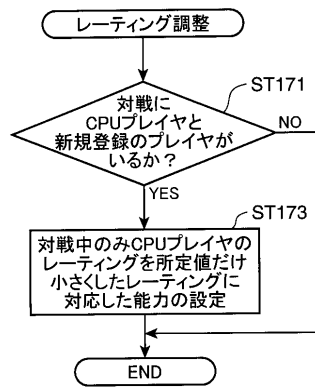 レーティング調整
ST171
対戦に
CPUプレイヤと
新規登録のプレイヤが
いるか？
NO
YES
ST173
対戦中のみCPUプレイヤの
レーティングを所定値だけ
小さくしたレーティングに
対応した能力の設定
END